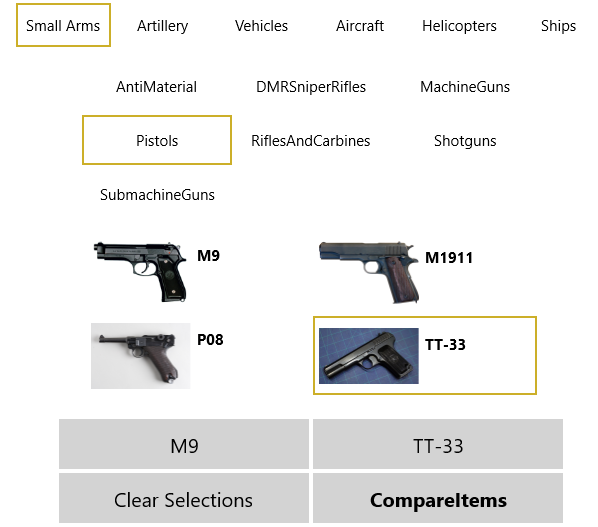 Small Arms Artillery Vehicles Aircraft Helicopters Ships
AntiMaterial DMRSniperRifles MachineGuns
Pistols RiflesAndCarbines Shotguns
SubmachineGuns
M9 M1911
P08 TT-33
M9 TT-33
Clear Selections CompareItems